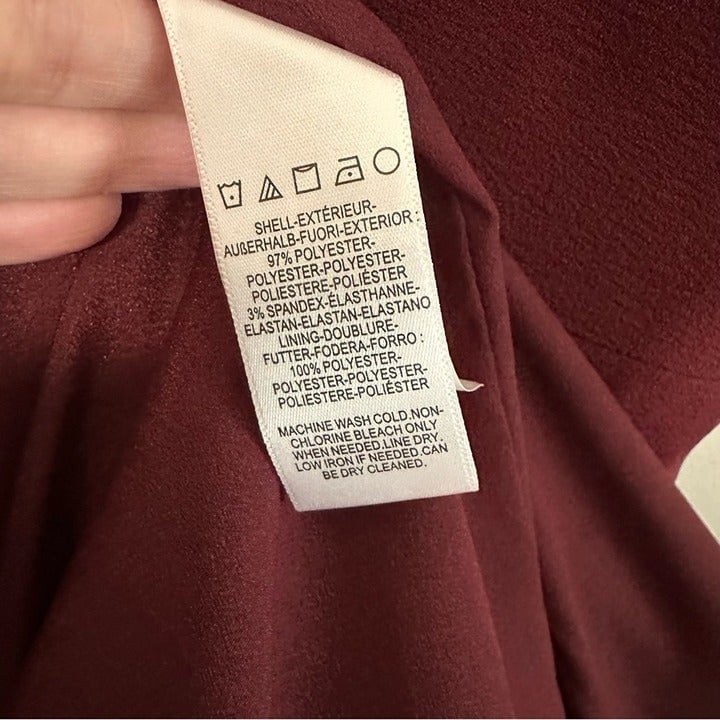 SHELL-EXTÉRIEUR-
AUßERHALB-FUORI-EXTERIOR :
97% POLYESTER-
POLYESTER-POLYESTER-
POLIESTERE-POLIÉSTER
3% SPANDEX-ÉLASTHANNE-
ELASTAN-ELASTAN-ELASTANO
LINING-DOUBLURE-
FUTTER-FODERA-FORRO :
100% POLYESTER-
POLYESTER-POLYESTER-
POLIESTERE-POLIÉSTER
MACHINE WASH COLD.NON-
CHLORINE BLEACH ONLY
WHEN NEEDED.LINE DRY.
LOW IRON IF NEEDED.CAN
BE DRY CLEANED.